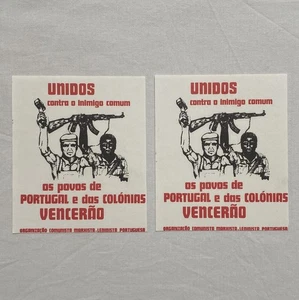 UNIDOS
contra o inimigo comum
os povos de
PORTUGAL e das COLÓNIAS
VENCERÃO
ORGANIZAÇÃO COMUNISTA MARXISTA-LENINISTA PORTUGUESA
UNIDOS
contra o inimigo comum
os povos de
PORTUGAL e das COLÓNIAS
VENCERÃO
ORGANIZAÇÃO COMUNISTA MARXISTA-LENINISTA PORTUGUESA